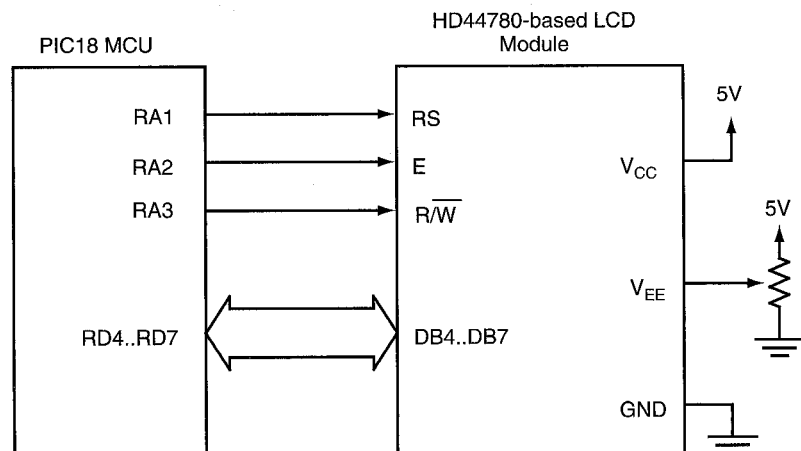 HD44780-based LCD
Module
PIC18 MCU
5V
RA1
RS
RA2
E
V_CC
RA3
R/W̅
5V
V_EE
RD4..RD7
DB4..DB7
GND